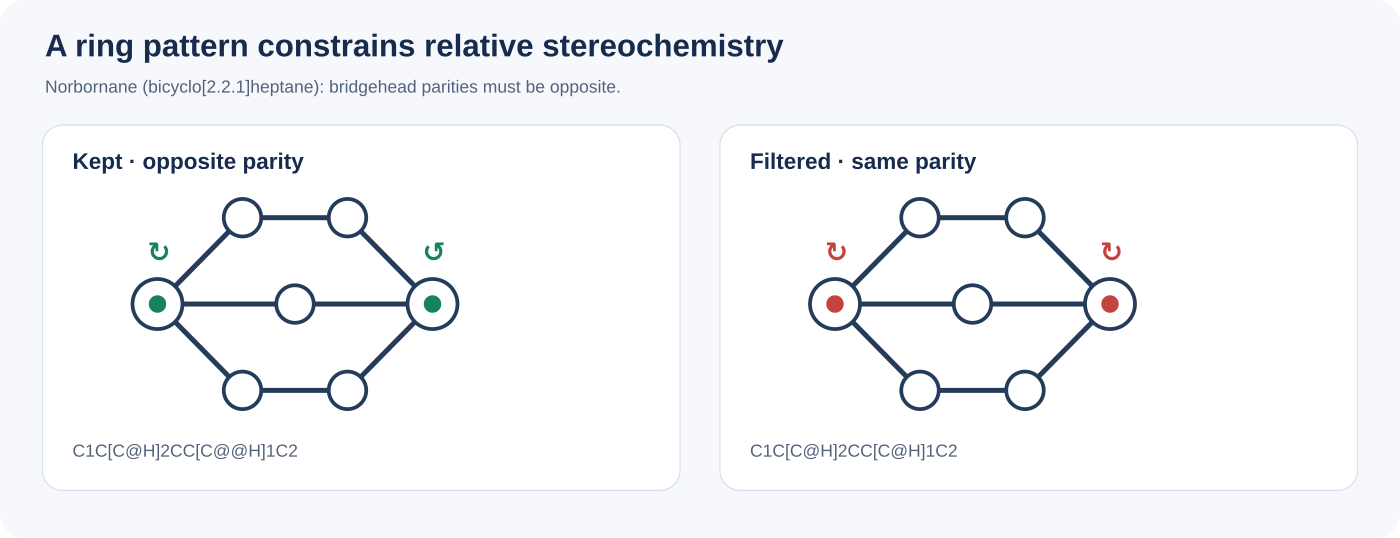 A ring pattern constrains relative stereochemistry
Norbornane (bicyclo[2.2.1]heptane): bridgehead parities must be opposite.
Kept · opposite parity
↻ ↺
C1C[C@H]2CC[C@@H]1C2
Filtered · same parity
↻ ↻
C1C[C@H]2CC[C@H]1C2